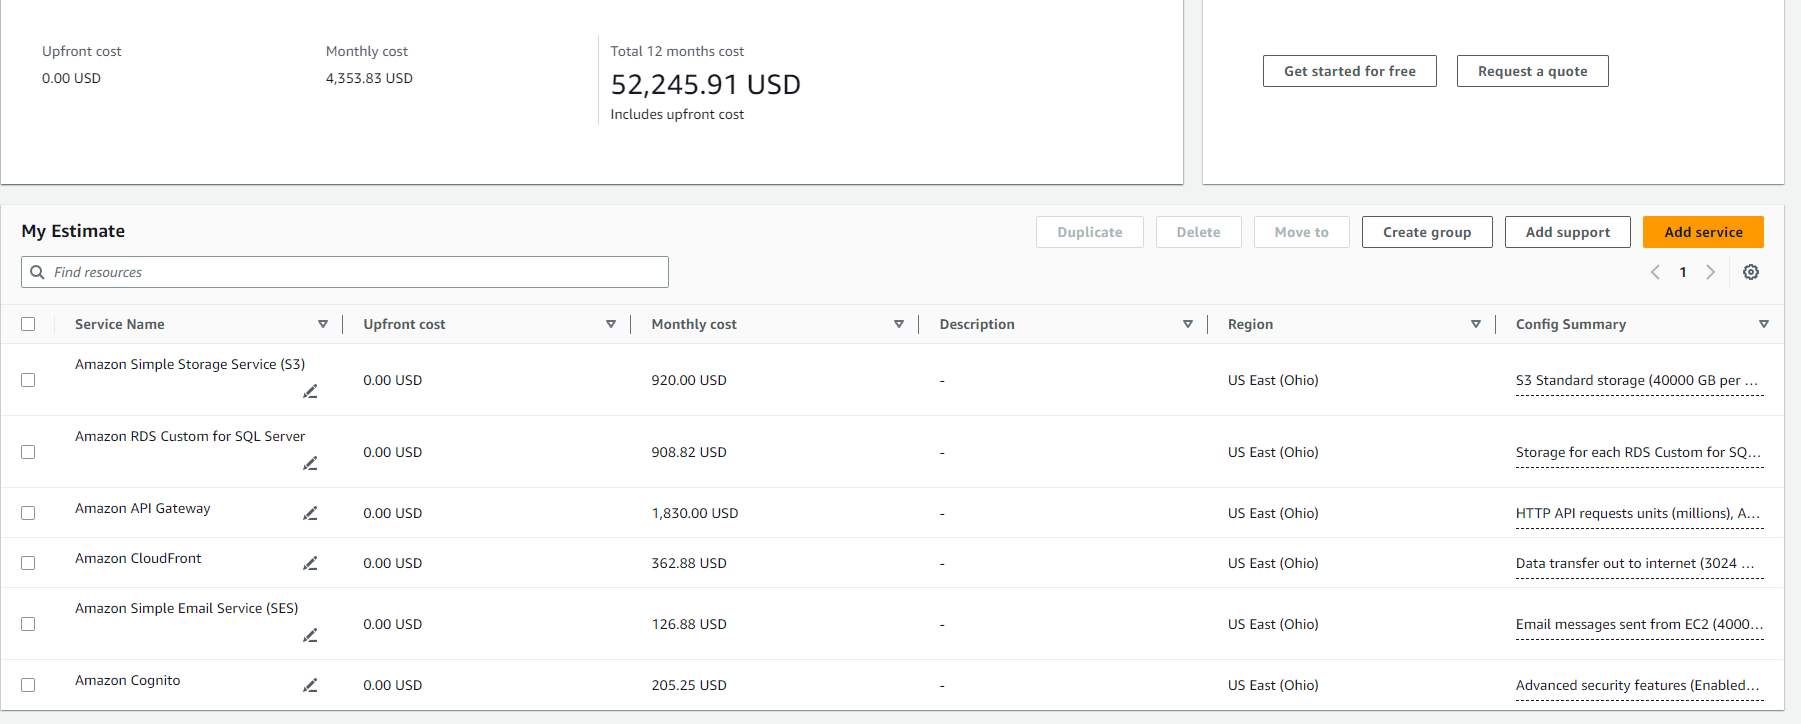 Upfront cost
0.00 USD
Monthly cost
4,353.83 USD
Total 12 months cost
52,245.91 USD
Includes upfront cost
Get started for free
Request a quote
My Estimate
Duplicate
Delete
Move to
Create group
Add support
Add service
Find resources
1
Service Name
Upfront cost
Monthly cost
Description
Region
Config Summary
Amazon Simple Storage Service (S3)
0.00 USD
920.00 USD
-
US East (Ohio)
S3 Standard storage (40000 GB per ...
Amazon RDS Custom for SQL Server
0.00 USD
908.82 USD
-
US East (Ohio)
Storage for each RDS Custom for SQ...
Amazon API Gateway
0.00 USD
1,830.00 USD
-
US East (Ohio)
HTTP API requests units (millions), A...
Amazon CloudFront
0.00 USD
362.88 USD
-
US East (Ohio)
Data transfer out to internet (3024 ...
Amazon Simple Email Service (SES)
0.00 USD
126.88 USD
-
US East (Ohio)
Email messages sent from EC2 (4000...
Amazon Cognito
0.00 USD
205.25 USD
-
US East (Ohio)
Advanced security features (Enabled...